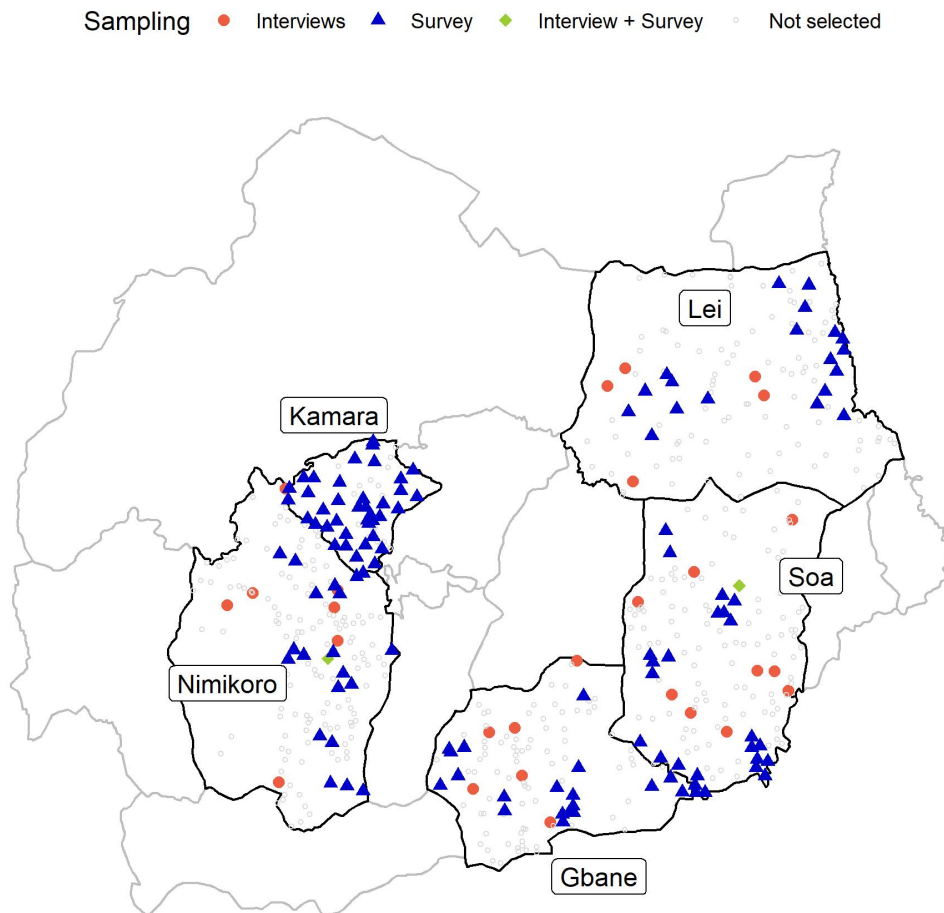 Sampling Interviews Survey Interview + Survey Not selected
Lei
Kamara
Soa
Nimikoro
Gbane